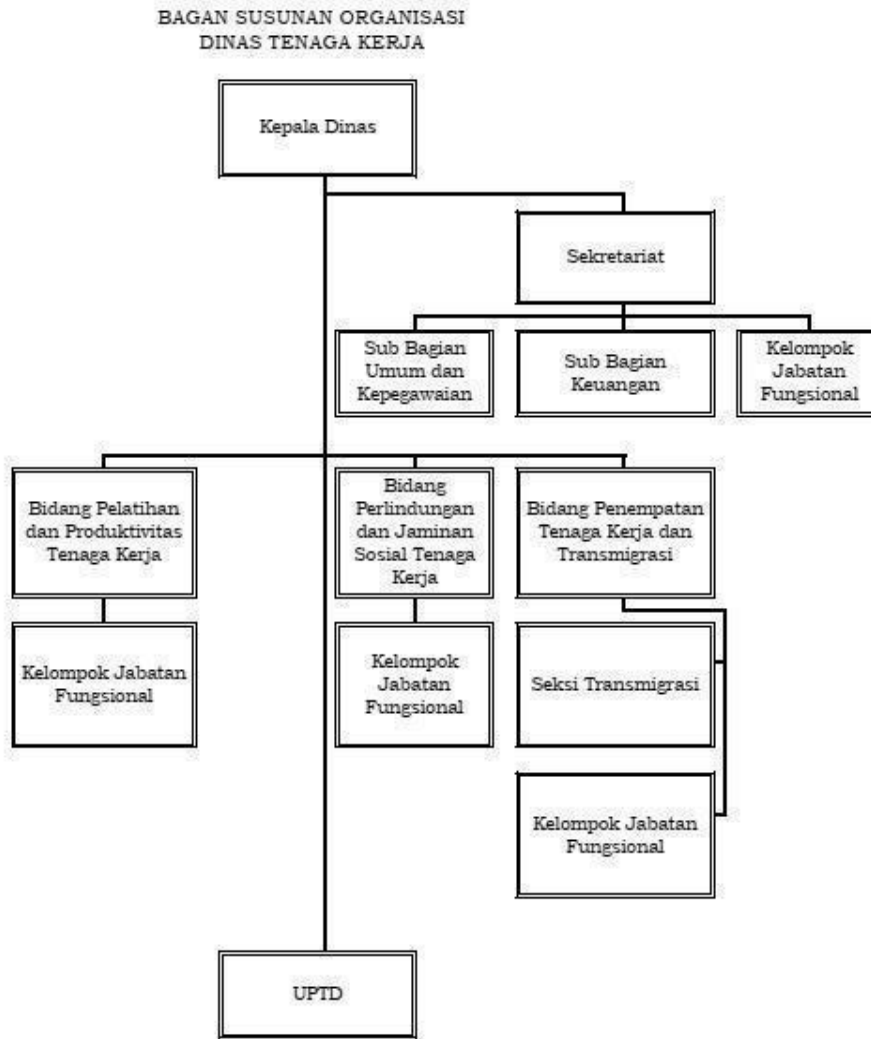 BAGAN SUSUNAN ORGANISASI
DINAS TENAGA KERJA
Kepala Dinas
Sekretariat
Sub Bagian
Umum dan
Kepegawaian
Sub Bagian
Keuangan
Kelompok
Jabatan
Fungsional
Bidang Pelatihan
dan Produktivitas
Tenaga Kerja
Bidang
Perlindungan
dan Jaminan
Sosial Tenaga
Kerja
Bidang Penempatan
Tenaga Kerja dan
Transmigrasi
Kelompok Jabatan
Fungsional
Kelompok
Jabatan
Fungsional
Seksi Transmigrasi
Kelompok Jabatan
Fungsional
UPTD